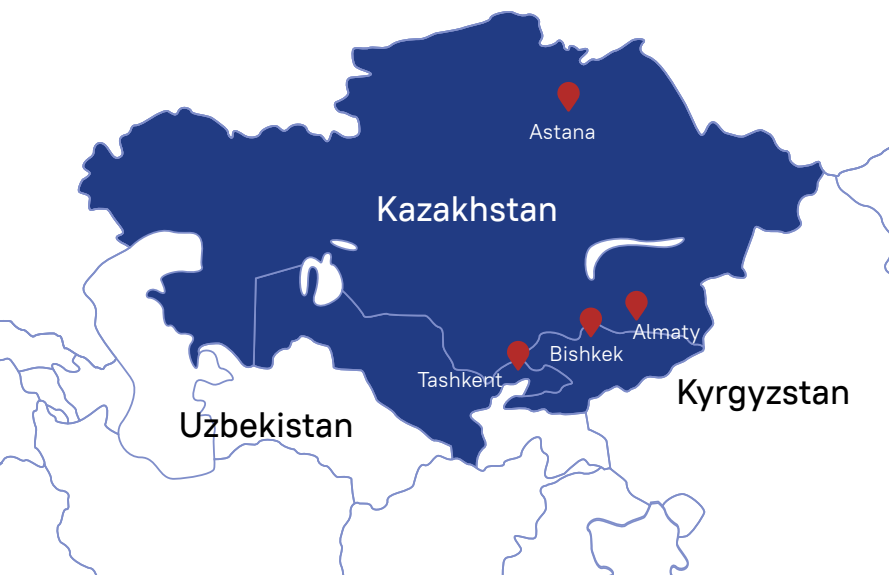 Astana
Kazakhstan
Almaty
Bishkek
Tashkent
Kyrgyzstan
Uzbekistan